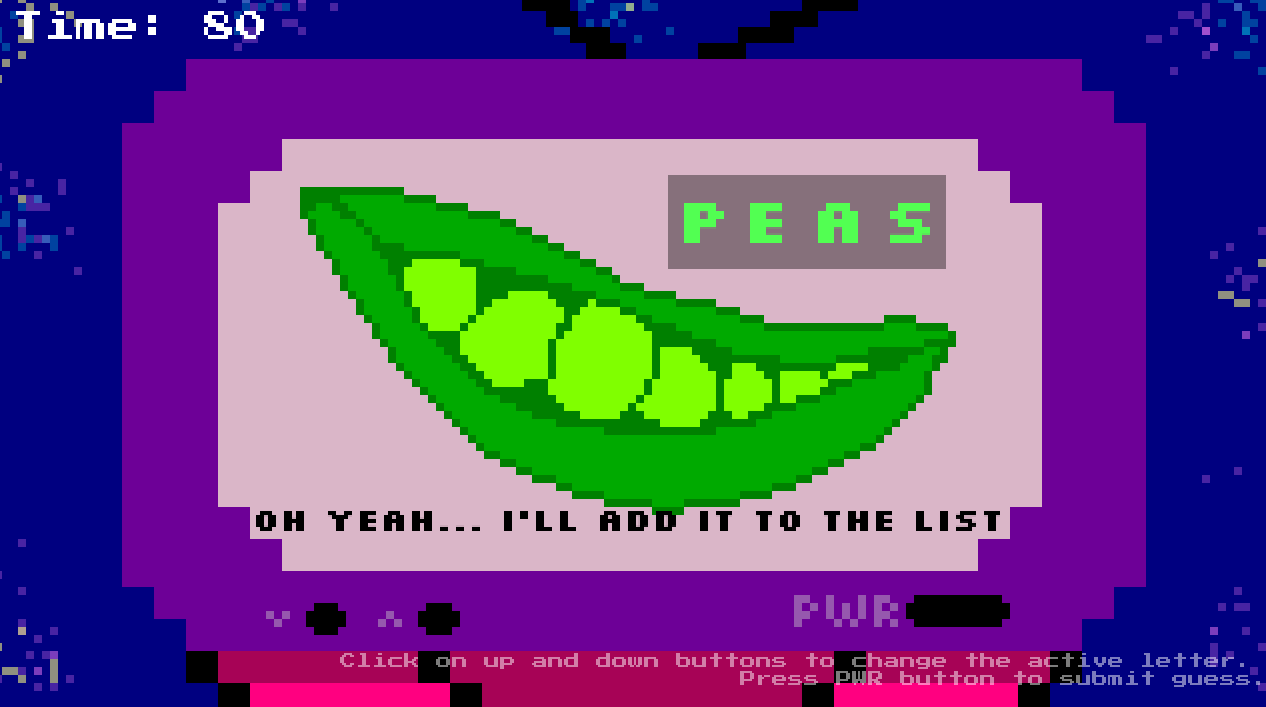 Time: 80
P E A S
OH YEAH... I'LL ADD IT TO THE LIST
PWR
Click on up and down buttons to change the active letter.
Press PWR button to submit guess.